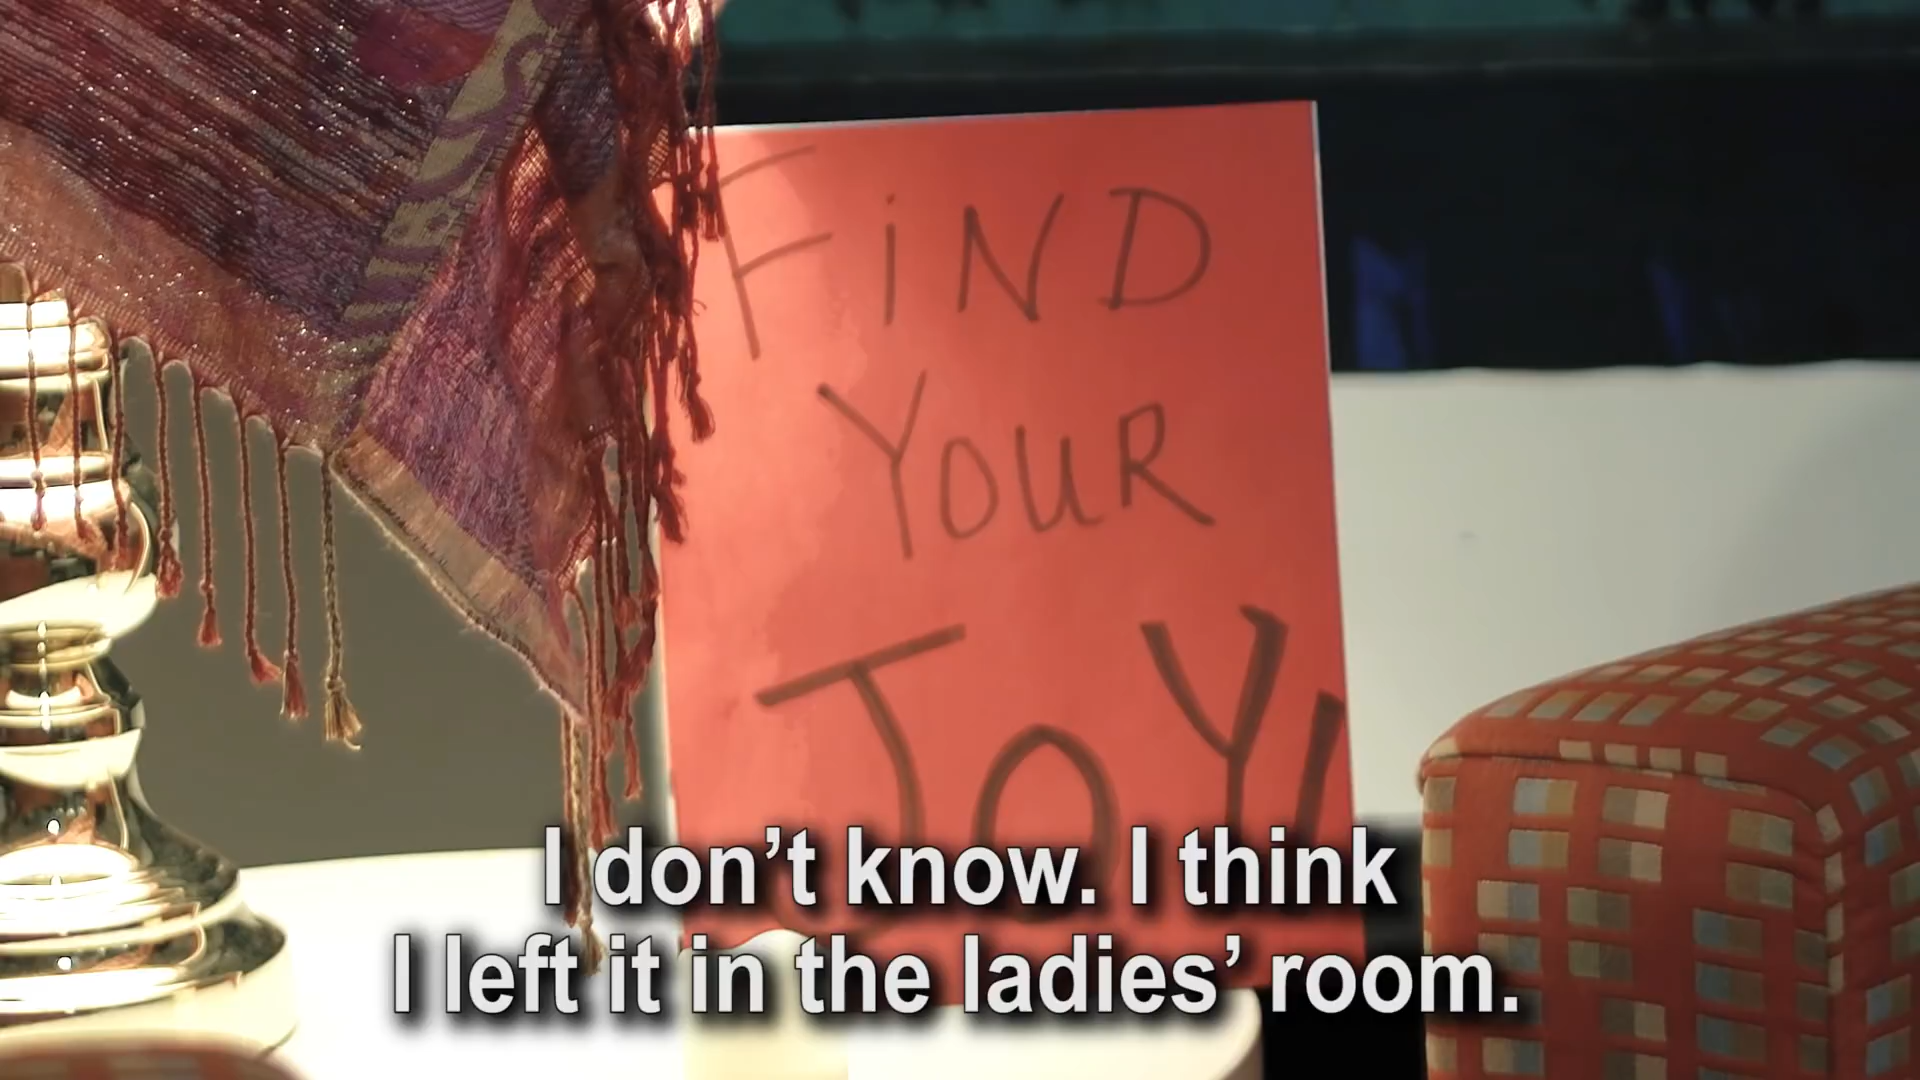 FiND
YOUR
JOY!
I don’t know. I think
I left it in the ladies’ room.